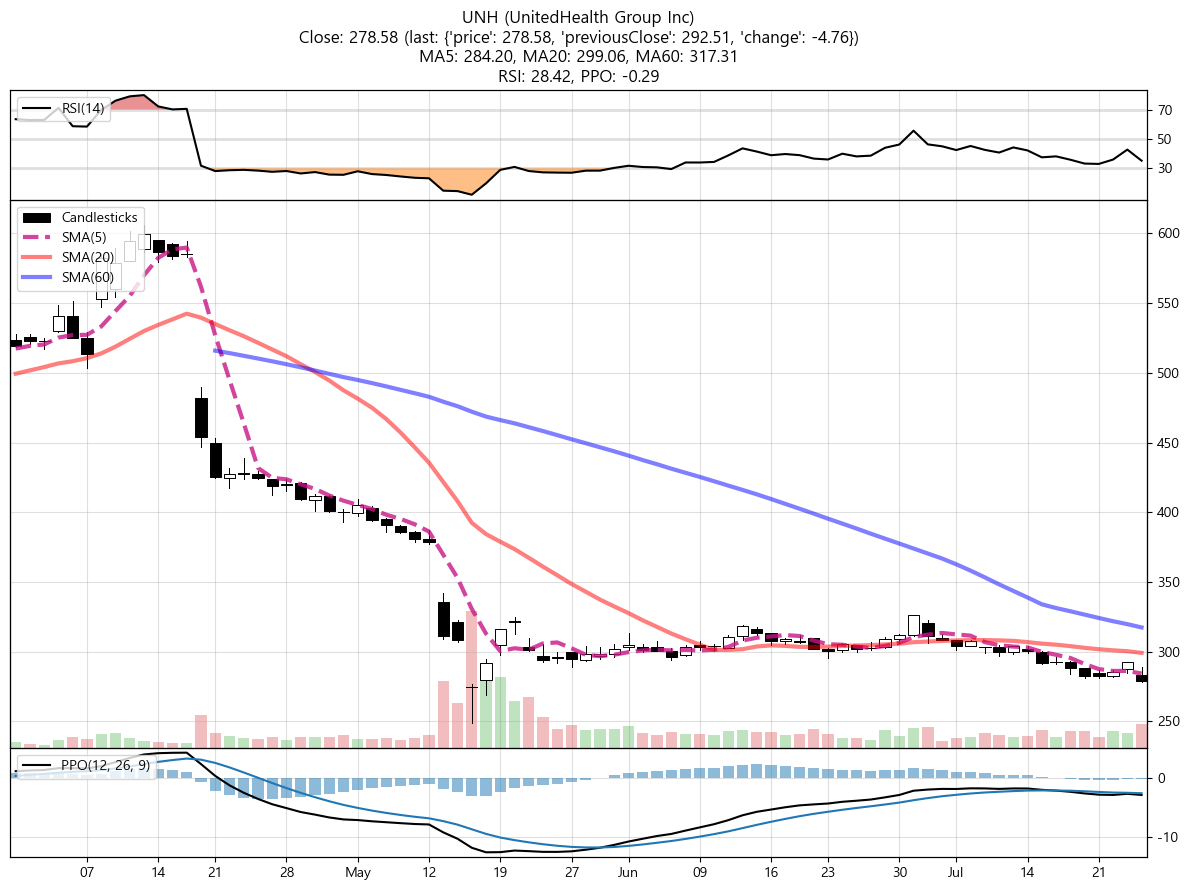 UNH (UnitedHealth Group Inc)
Close: 278.58 (last: {'price': 278.58, 'previousClose': 292.51, 'change': -4.76})
MA5: 284.20, MA20: 299.06, MA60: 317.31
RSI: 28.42, PPO: -0.29
RSI(14)
70
50
30
Candlesticks
SMA(5)
SMA(20)
SMA(60)
600
550
500
450
400
350
300
250
PPO(12, 26, 9)
0
-10
07 14 21 28 May 12 19 27 Jun 09 16 23 30 Jul 14 21